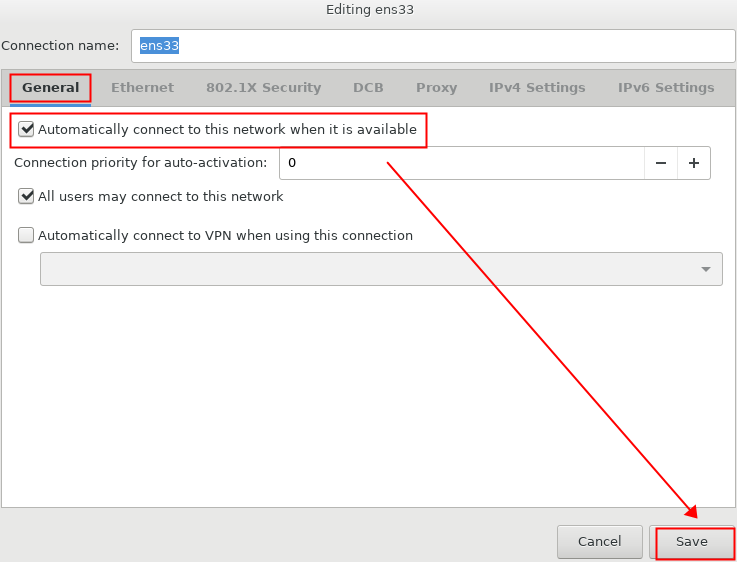 Editing ens33
Connection name: ens33
General Ethernet 802.1X Security DCB Proxy IPv4 Settings IPv6 Settings
Automatically connect to this network when it is available
Connection priority for auto-activation: 0 − +
All users may connect to this network
Automatically connect to VPN when using this connection
Cancel Save